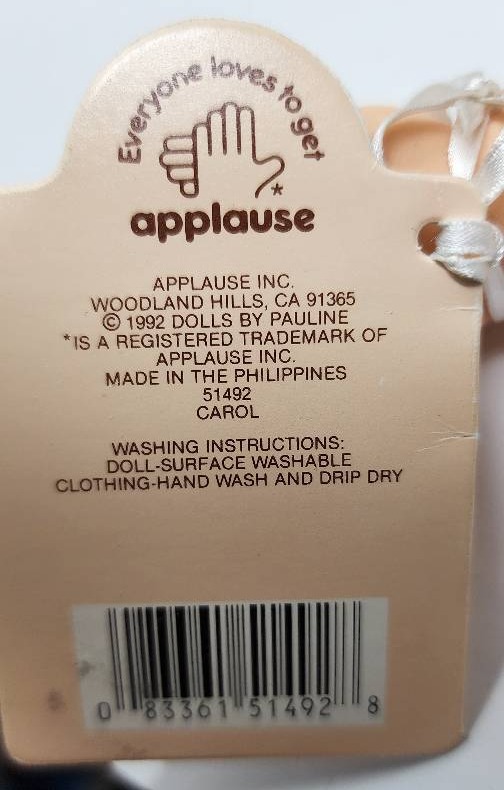 Everyone loves to get
*
applause
APPLAUSE INC.
WOODLAND HILLS, CA 91365
© 1992 DOLLS BY PAULINE
*IS A REGISTERED TRADEMARK OF
APPLAUSE INC.
MADE IN THE PHILIPPINES
51492
CAROL
WASHING INSTRUCTIONS:
DOLL-SURFACE WASHABLE
CLOTHING-HAND WASH AND DRIP DRY
0 83361 51492 8